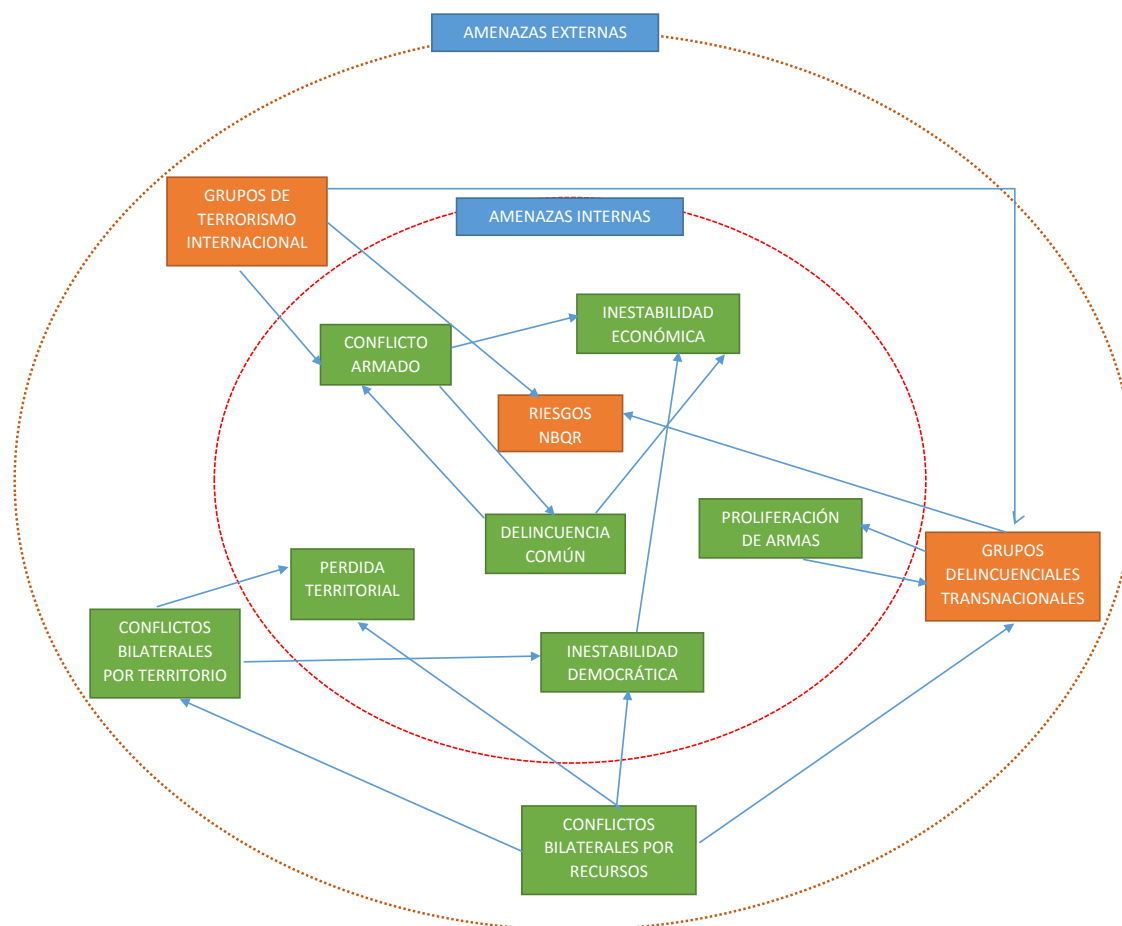 AMENAZAS EXTERNAS
GRUPOS DE
TERRORISMO
INTERNACIONAL
AMENAZAS INTERNAS
INESTABILIDAD
ECONÓMICA
CONFLICTO
ARMADO
RIESGOS
NBQR
PROLIFERACIÓN
DE ARMAS
DELINCUENCIA
COMÚN
GRUPOS
DELINCUENCIALES
TRANSNACIONALES
PERDIDA
TERRITORIAL
CONFLICTOS
BILATERALES
POR TERRITORIO
INESTABILIDAD
DEMOCRÁTICA
CONFLICTOS
BILATERALES POR
RECURSOS